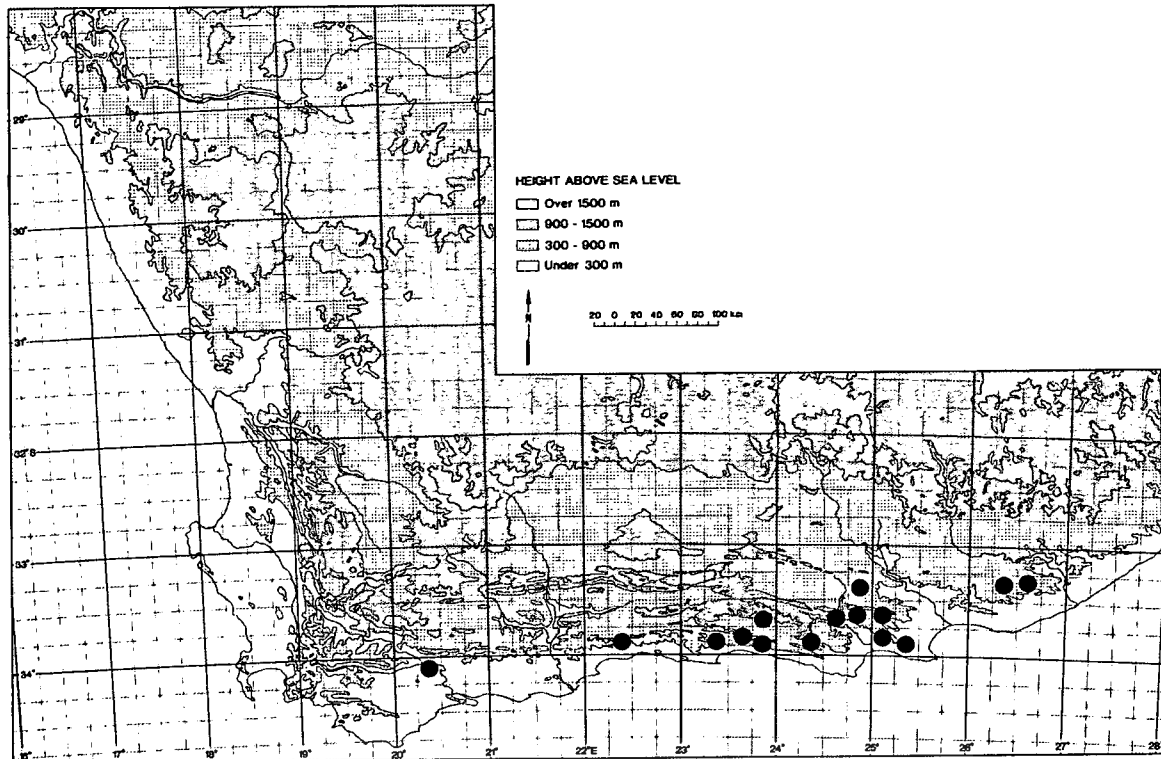 HEIGHT ABOVE SEA LEVEL
Over 1500 m
900 - 1500 m
300 - 900 m
Under 300 m
N
20 0 20 40 60 80 100 km
29°
30°
31°
32°S
33°
34°
16° 17° 18° 19° 20° 21° 22°E 23° 24° 25° 26° 27° 28°